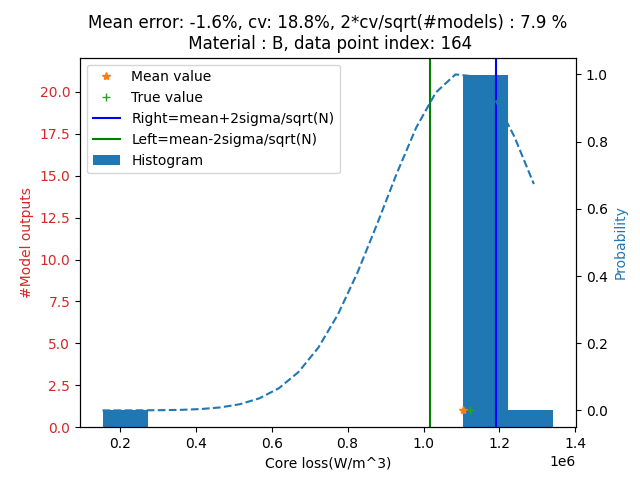 Mean error: -1.6%, cv: 18.8%, 2*cv/sqrt(#models) : 7.9 %
Material : B, data point index: 164
Mean value
True value
Right=mean+2sigma/sqrt(N)
Left=mean-2sigma/sqrt(N)
Histogram
#Model outputs
20.0
17.5
15.0
12.5
10.0
7.5
5.0
2.5
0.0
Probability
1.0
0.8
0.6
0.4
0.2
0.0
0.2 0.4 0.6 0.8 1.0 1.2 1.4
1e6
Core loss(W/m^3)